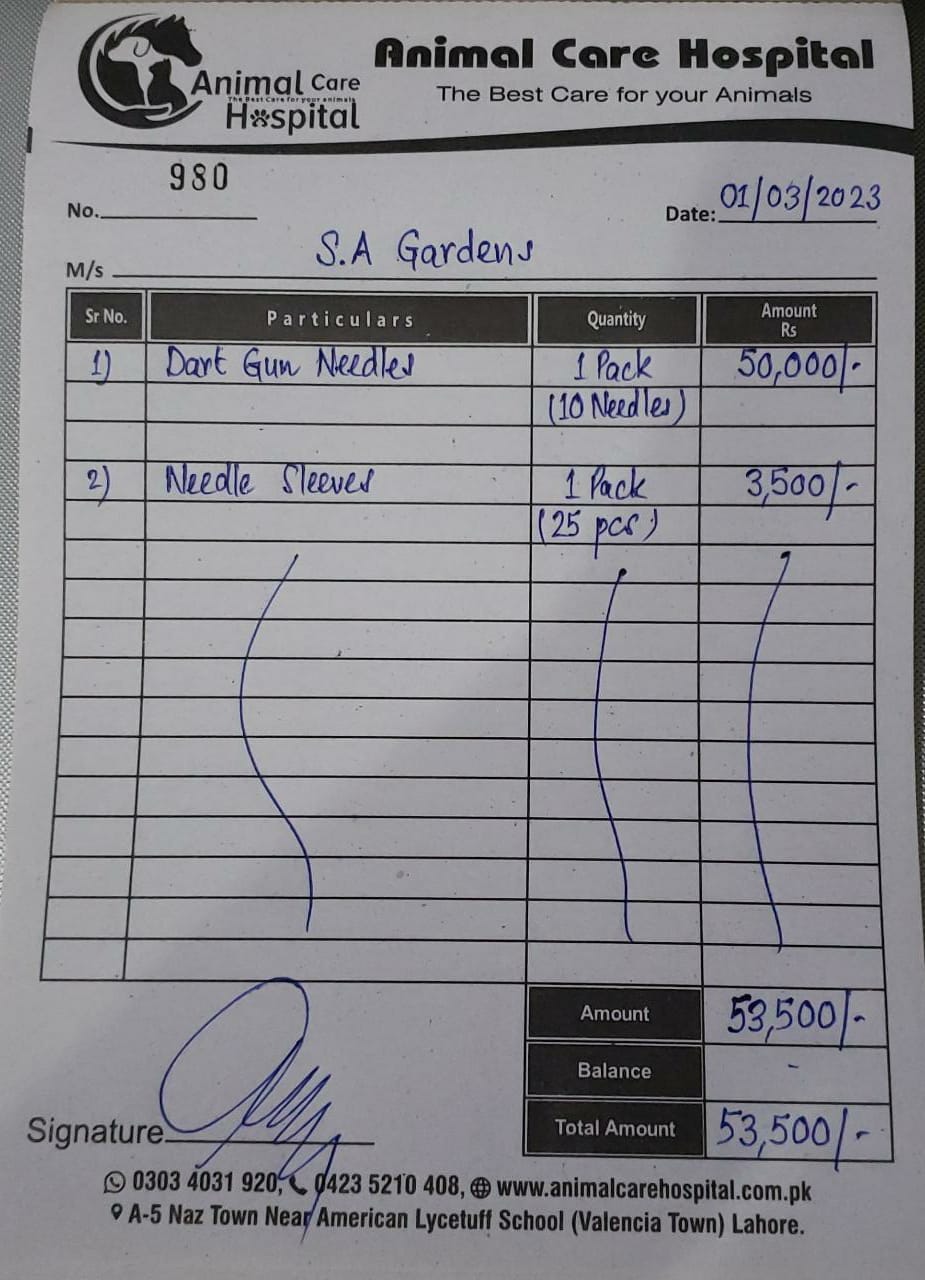 Animal Care
The Best Care for your animals
Hospital
Animal Care Hospital
The Best Care for your Animals
No. 980
Date: 01/03/2023
M/s S.A Gardens
Sr No. Particulars Quantity Amount Rs
1) Dart Gun Needles 1 Pack 50,000/-
(10 Needles)
2) Needle Sleeves 1 Pack 3,500/-
(25 pcs)
Amount 53,500/-
Balance -
Total Amount 53,500/-
Signature
0303 4031 920, 0423 5210 408, www.animalcarehospital.com.pk
A-5 Naz Town Near American Lycetuff School (Valencia Town) Lahore.